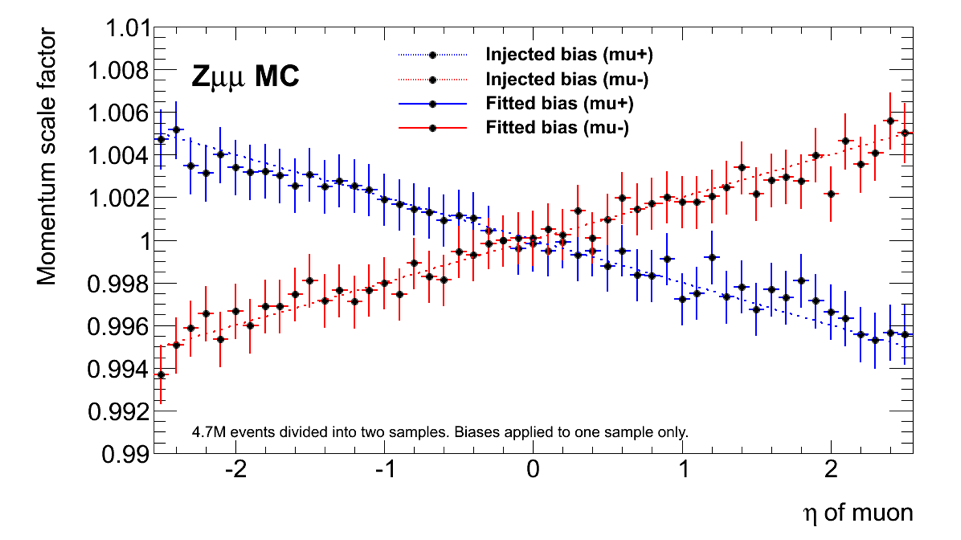 Momentum scale factor
1.01
1.008
1.006
1.004
1.002
1
0.998
0.996
0.994
0.992
0.99
Zμμ MC
Injected bias (mu+)
Injected bias (mu-)
Fitted bias (mu+)
Fitted bias (mu-)
4.7M events divided into two samples. Biases applied to one sample only.
-2 -1 0 1 2
η of muon